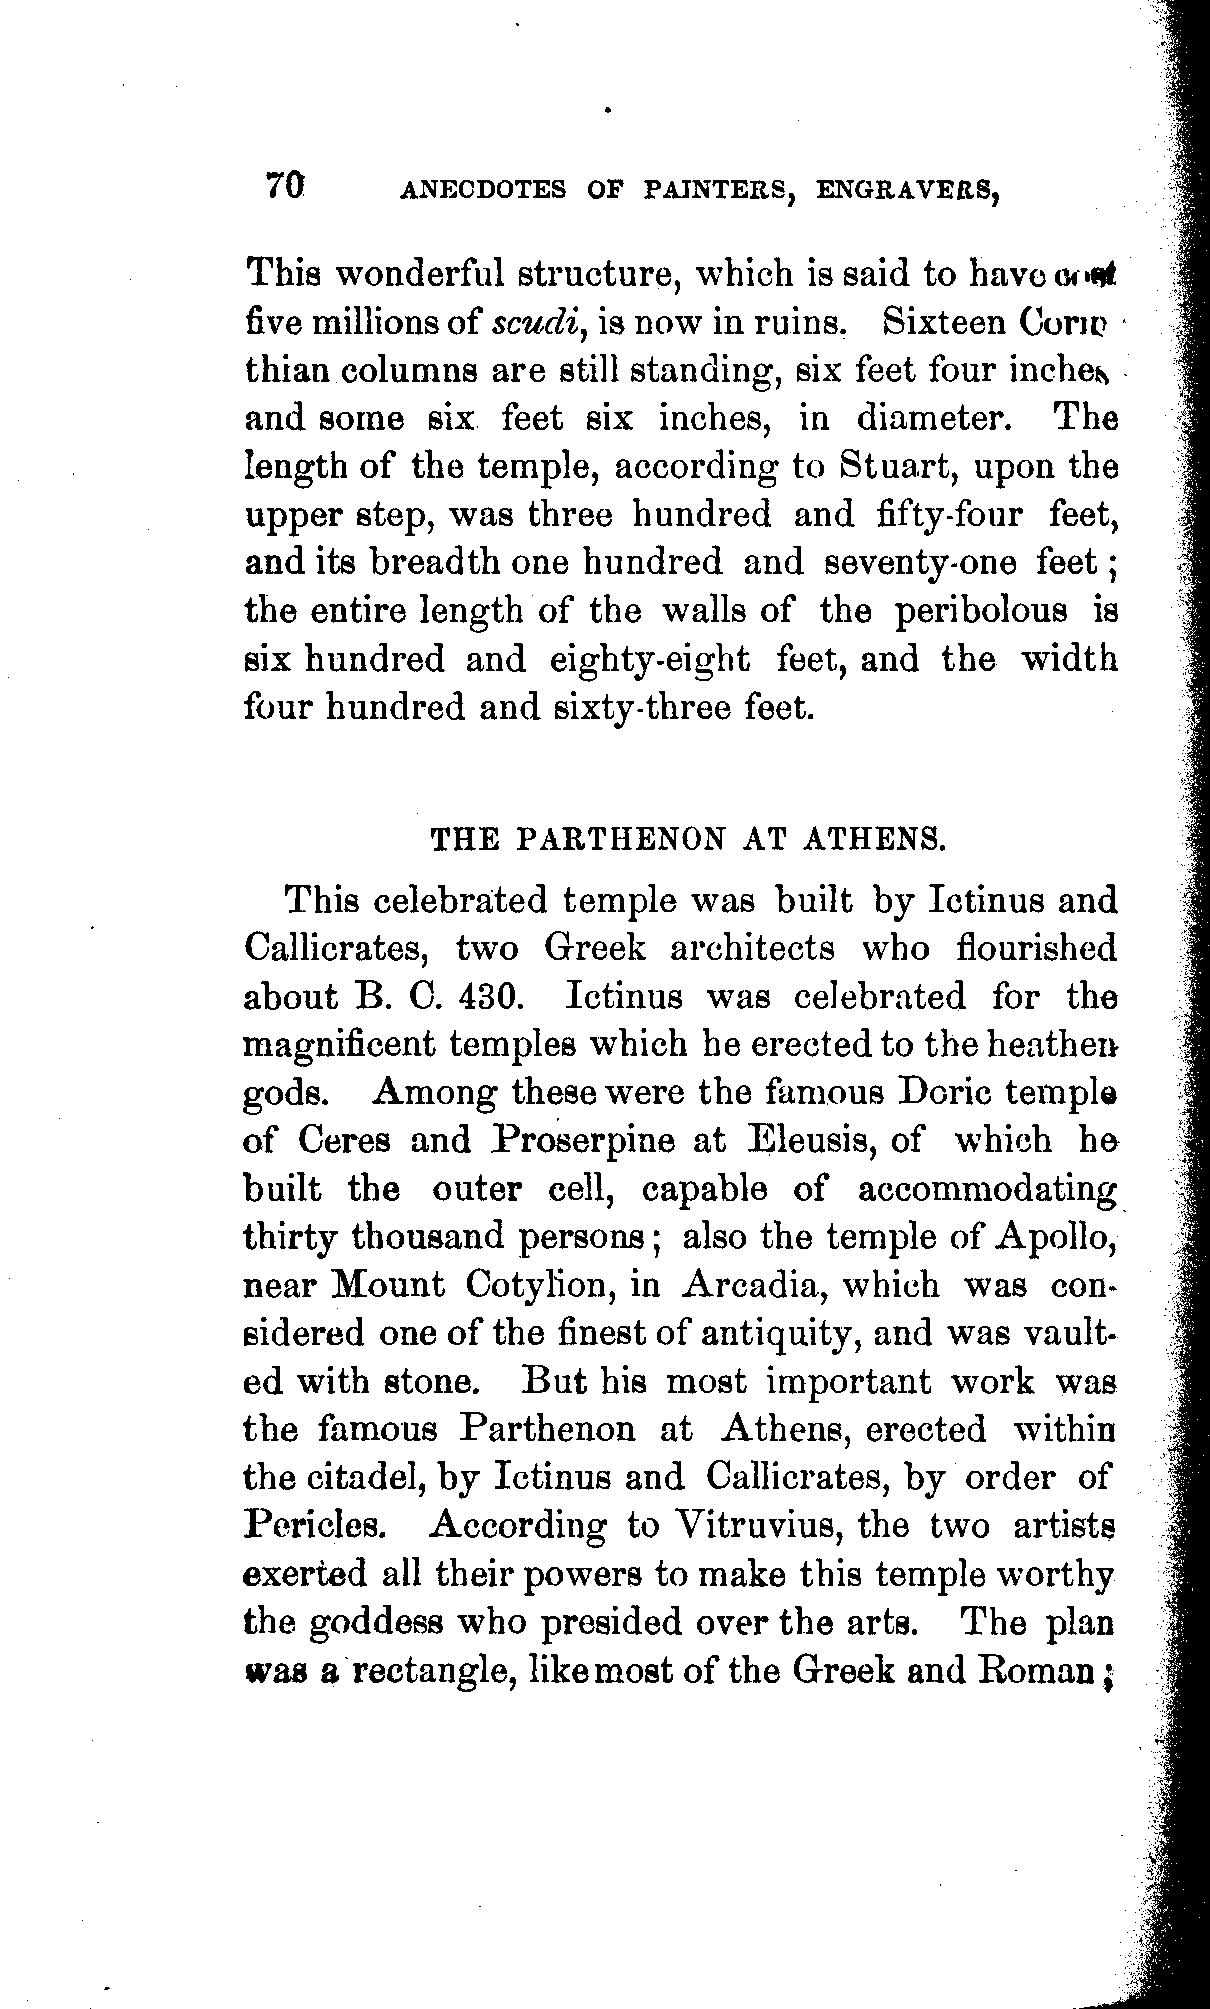 70 ANECDOTES OF PAINTERS, ENGRAVERS,
This wonderful structure, which is said to have cost
five millions of scudi, is now in ruins. Sixteen Corin
thian columns are still standing, six feet four inches
and some six feet six inches, in diameter. The
length of the temple, according to Stuart, upon the
upper step, was three hundred and fifty-four feet,
and its breadth one hundred and seventy-one feet;
the entire length of the walls of the peribolous is
six hundred and eighty-eight feet, and the width
four hundred and sixty-three feet.
THE PARTHENON AT ATHENS.
This celebrated temple was built by Ictinus and
Callicrates, two Greek architects who flourished
about B. C. 430. Ictinus was celebrated for the
magnificent temples which he erected to the heathen
gods. Among these were the famous Doric temple
of Ceres and Proserpine at Eleusis, of which he
built the outer cell, capable of accommodating
thirty thousand persons; also the temple of Apollo,
near Mount Cotylion, in Arcadia, which was con-
sidered one of the finest of antiquity, and was vault-
ed with stone. But his most important work was
the famous Parthenon at Athens, erected within
the citadel, by Ictinus and Callicrates, by order of
Pericles. According to Vitruvius, the two artists
exerted all their powers to make this temple worthy
the goddess who presided over the arts. The plan
was a rectangle, like most of the Greek and Roman;